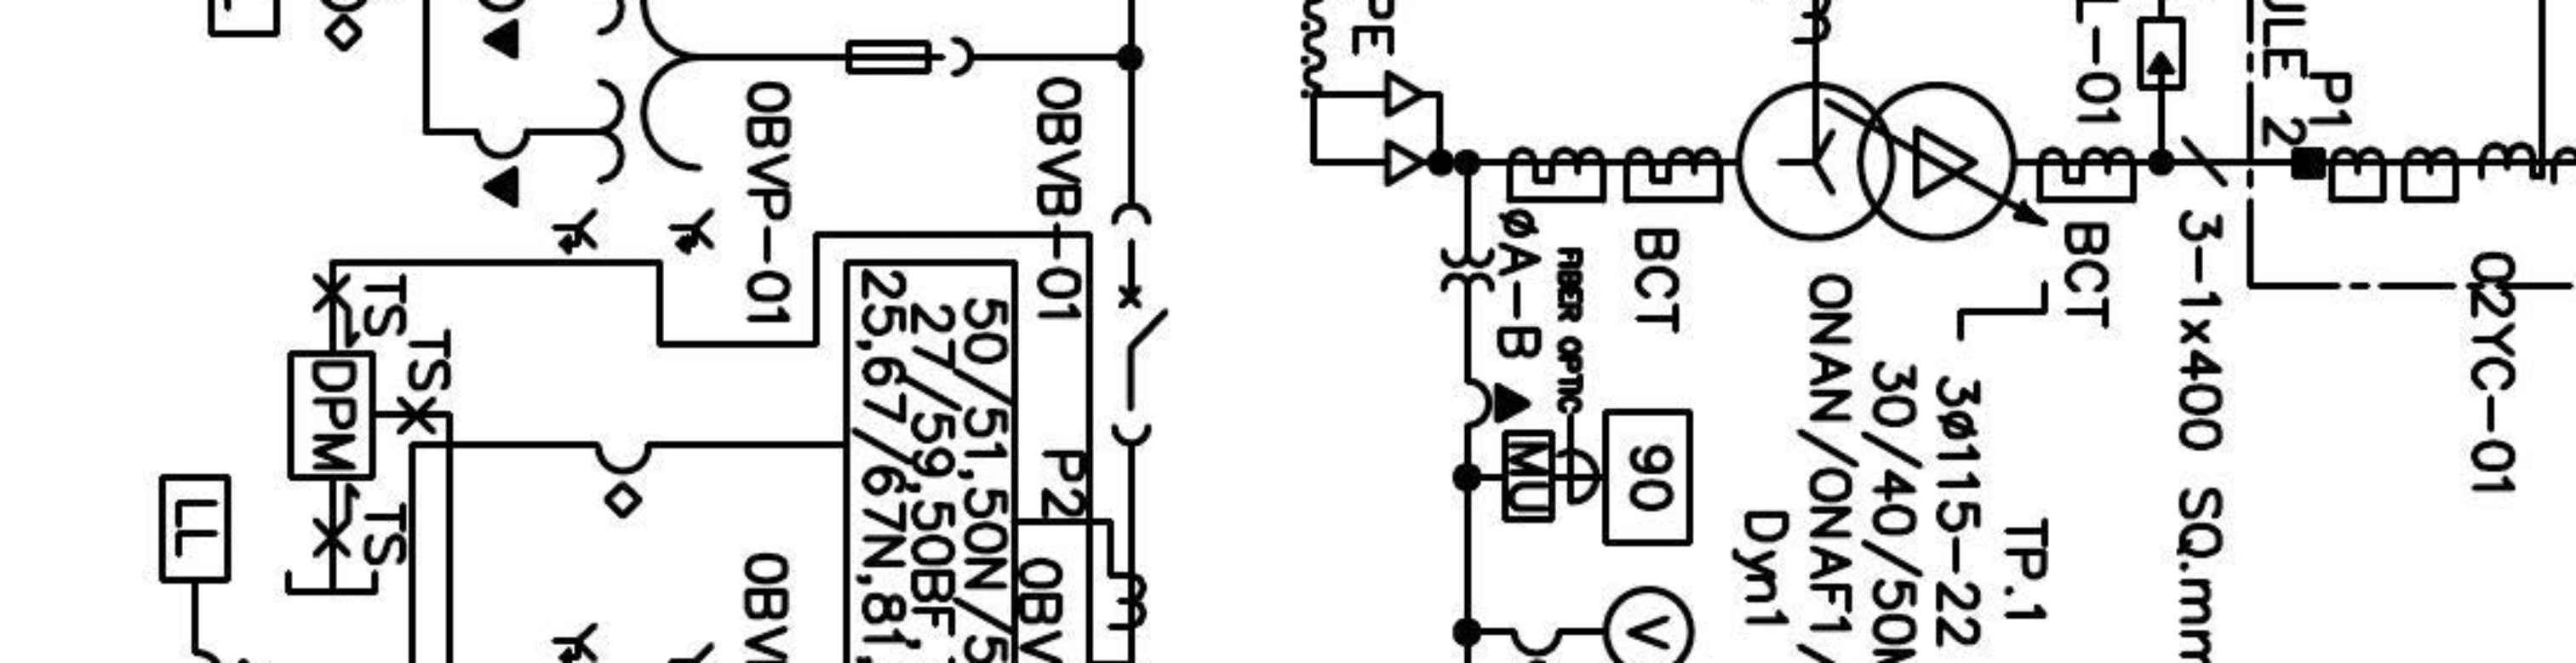 PE
L-01
ULE 2
P1
0BVP-01
0BVB-01
øA-B
FIBER OPTIC
BCT
BCT
02YC-01
3-1x400 SQ.mm
TP.1
3ø115-22
30/40/50M
ONAN/ONAF1/
Dyn1
TS
TS
DPM
TS
LL
50/51,50N/5
27/59,50BF,
25,67/67N,81,
P2
0BV
0BV
MU
90
V